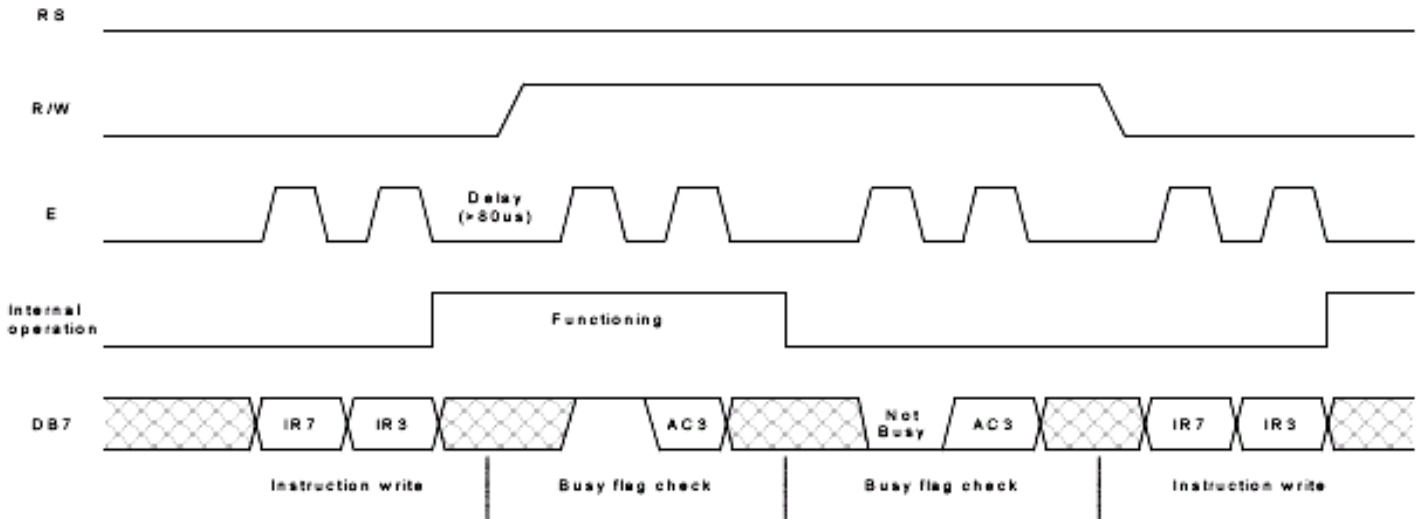 RS
R/W
E
Delay
(>80us)
Internal
operation
Functioning
DB7
IR7
IR3
AC3
Not
Busy
AC3
IR7
IR3
Instruction write
Busy flag check
Busy flag check
Instruction write